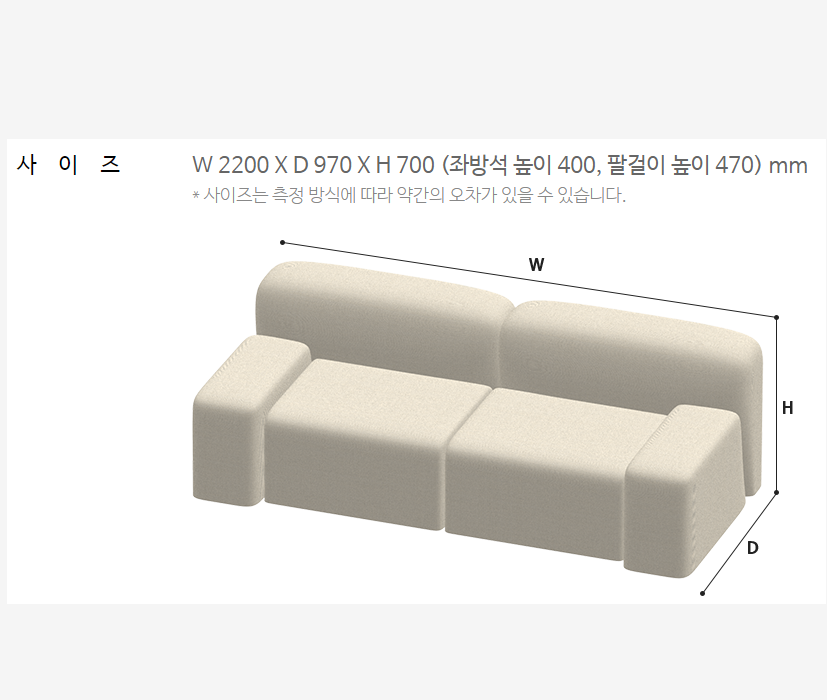 사 이 즈
W 2200 X D 970 X H 700 (좌방석 높이 400, 팔걸이 높이 470) mm
* 사이즈는 측정 방식에 따라 약간의 오차가 있을 수 있습니다.
W
H
D